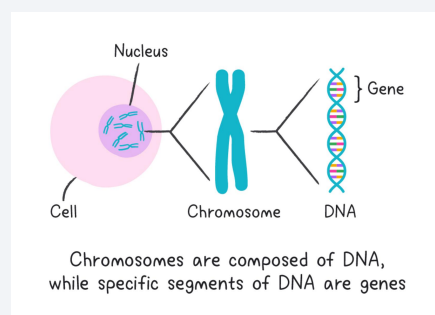 Nucleus
Gene
Cell
Chromosome
DNA
Chromosomes are composed of DNA,
while specific segments of DNA are genes